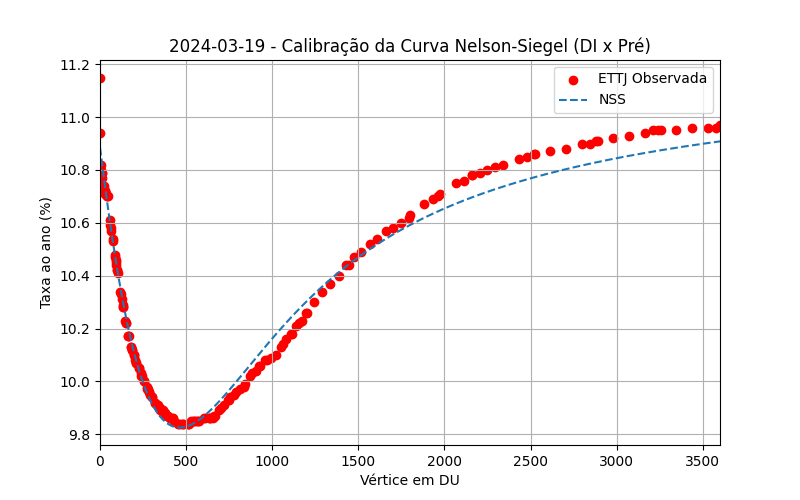 2024-03-19 - Calibração da Curva Nelson-Siegel (DI x Pré)
ETTJ Observada
NSS
Taxa ao ano (%)
11.2
11.0
10.8
10.6
10.4
10.2
10.0
9.8
0 500 1000 1500 2000 2500 3000 3500
Vértice em DU